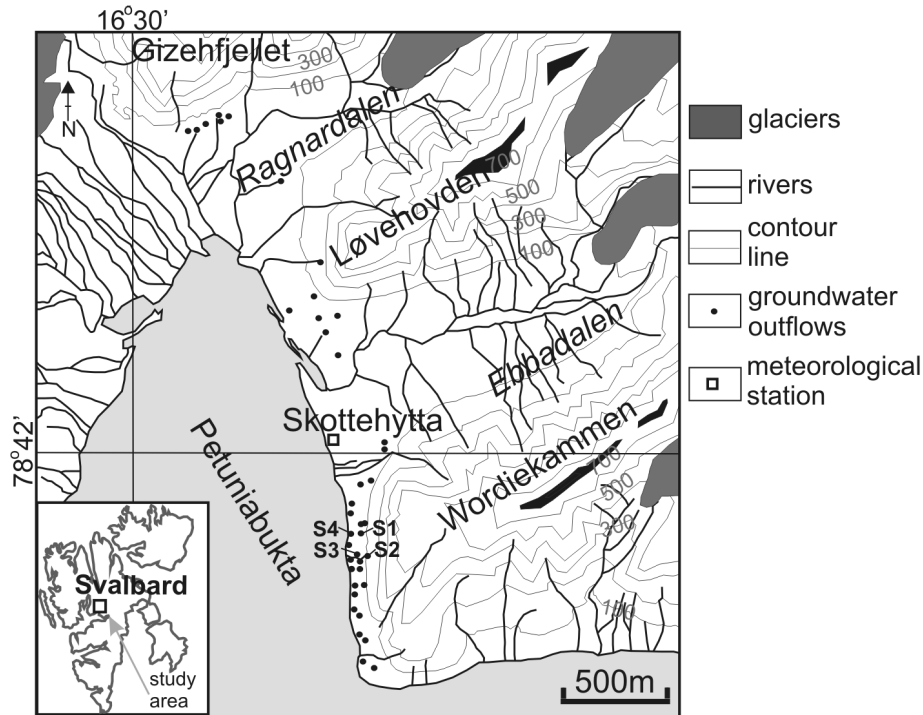 16°30'
Gizehfjellet
300
100
N
Ragnardalen
700
Løvehovden
500
300
100
Ebbadalen
Skottehytta
78°42'
Petuniabukta
Wordiekammen
700
500
300
S4
S1
S3
S2
Svalbard
study
area
500m
glaciers
rivers
contour
line
groundwater
outflows
meteorological
station